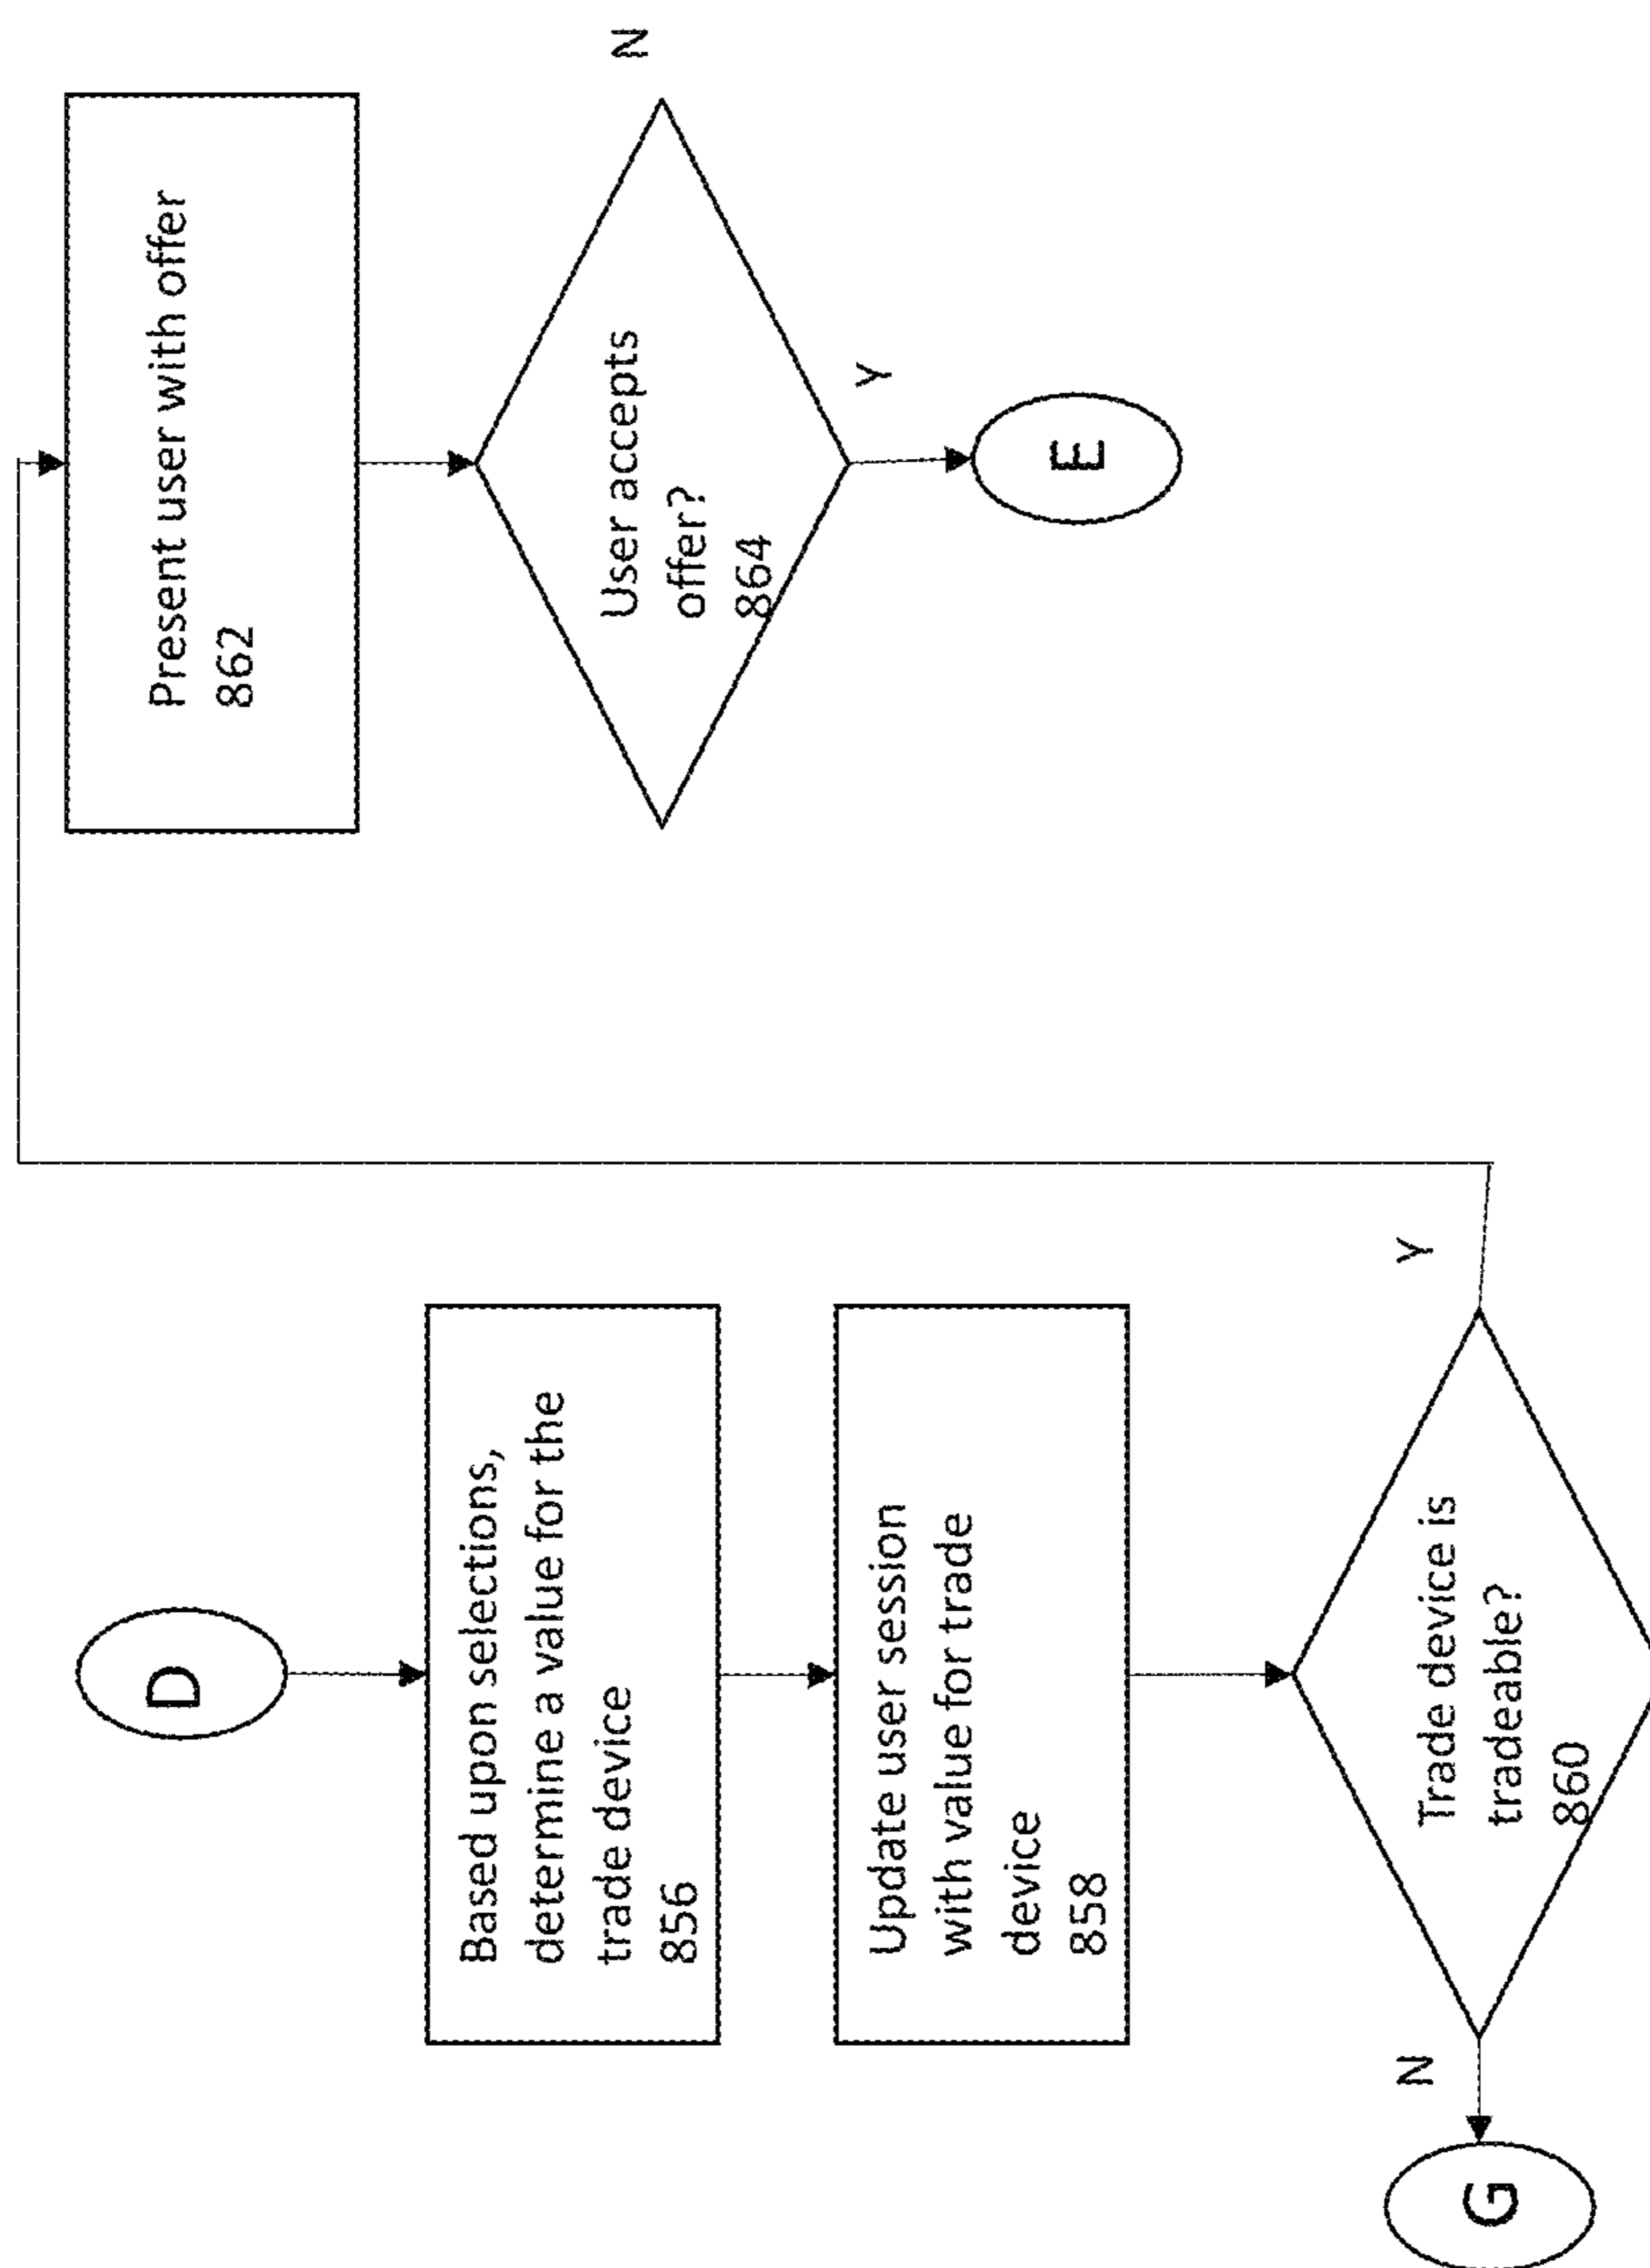 D
Based upon selections,
determine a value for the
trade device
856
Update user session
with value for trade
device
858
Trade device is
tradeable?
860
N
G
Y
Present user with offer
862
User accepts
offer?
864
N
Y
E